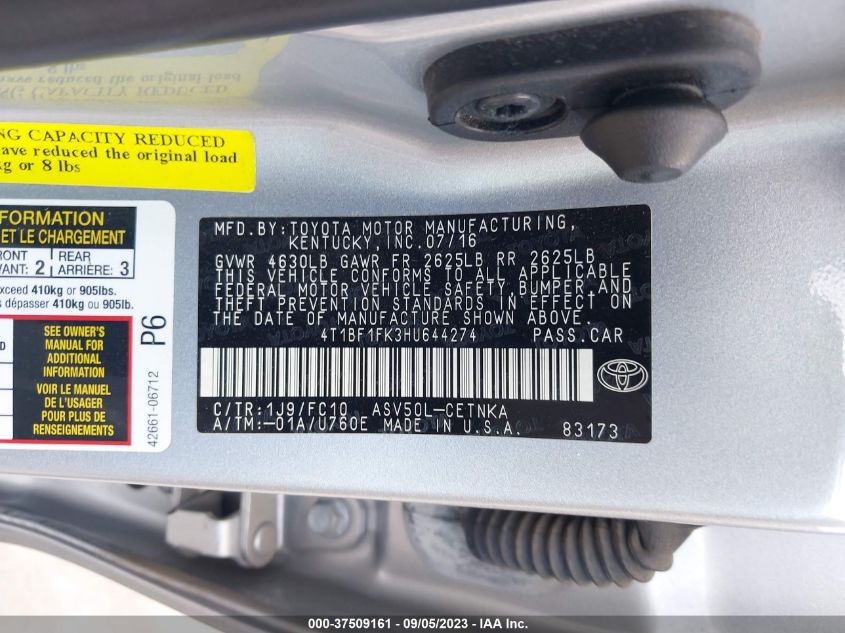 NG CAPACITY REDUCED
ave reduced the original load
kg or 8 lbs
FORMATION
ET LE CHARGEMENT
FRONT
VANT: 2
REAR
ARRIÈRE: 3
exceed 410kg or 905lbs.
s dépasser 410kg ou 905lb.
SEE OWNER'S
MANUAL FOR
ADDITIONAL
INFORMATION
VOIR LE MANUEL
DE L'USAGER
POUR PLUS DE
RENSEIGNEMENTS
P6
42661-06712
MFD.BY:TOYOTA MOTOR MANUFACTURING,
KENTUCKY,INC.07/16
GVWR 4630LB GAWR FR 2625LB RR 2625LB
THIS VEHICLE CONFORMS TO ALL APPLICABLE
FEDERAL MOTOR VEHICLE SAFETY,BUMPER AND
THEFT PREVENTION STANDARDS IN EFFECT ON
THE DATE OF MANUFACTURE SHOWN ABOVE.
4T1BF1FK3HU644274 PASS.CAR
C/TR:1J9/FC10 ASV50L-CETNKA
A/TM:-01A/U760E MADE IN U.S.A. 83173
000-37509161 - 09/05/2023 - IAA Inc.